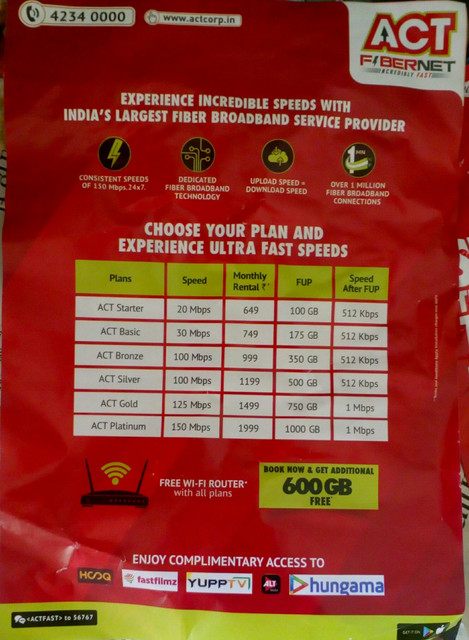 4234 0000
www.actcorp.in
ACT
FIBERNET
INCREDIBLY FAST
EXPERIENCE INCREDIBLE SPEEDS WITH
INDIA'S LARGEST FIBER BROADBAND SERVICE PROVIDER
CONSISTENT SPEEDS
OF 150 Mbps.24x7.
DEDICATED
FIBER BROADBAND
TECHNOLOGY
UPLOAD SPEED =
DOWNLOAD SPEED
1
MN
OVER 1 MILLION
FIBER BROADBAND
CONNECTIONS
CHOOSE YOUR PLAN AND
EXPERIENCE ULTRA FAST SPEEDS
Plans Speed Monthly Rental ₹* FUP Speed After FUP
ACT Starter 20 Mbps 649 100 GB 512 Kbps
ACT Basic 30 Mbps 749 175 GB 512 Kbps
ACT Bronze 100 Mbps 999 350 GB 512 Kbps
ACT Silver 100 Mbps 1199 500 GB 512 Kbps
ACT Gold 125 Mbps 1499 750 GB 1 Mbps
ACT Platinum 150 Mbps 1999 1000 GB 1 Mbps
FREE WI-FI ROUTER*
with all plans
BOOK NOW & GET ADDITIONAL
600GB
FREE
ENJOY COMPLIMENTARY ACCESS TO
HOOQ fastfilmz YUPPTV ALT hungama
<ACTFAST> to 56767